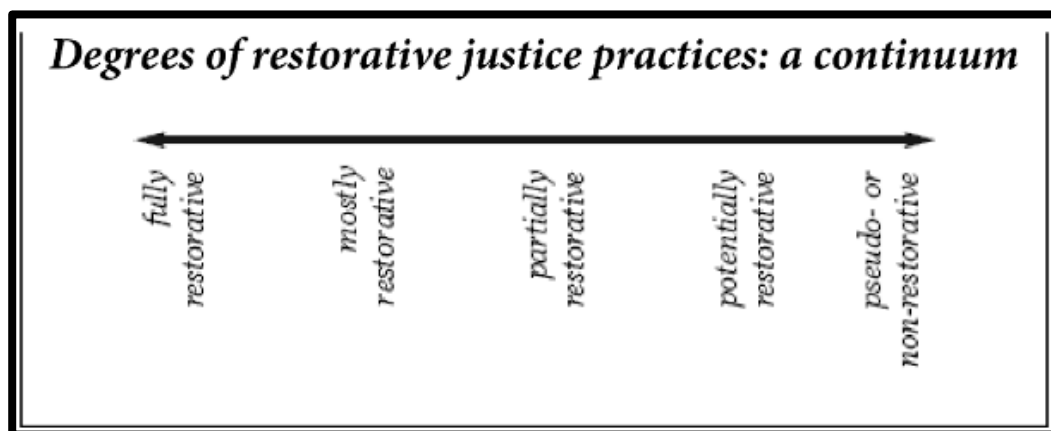 Degrees of restorative justice practices: a continuum
fully
restorative
mostly
restorative
partially
restorative
potentially
restorative
pseudo- or
non-restorative